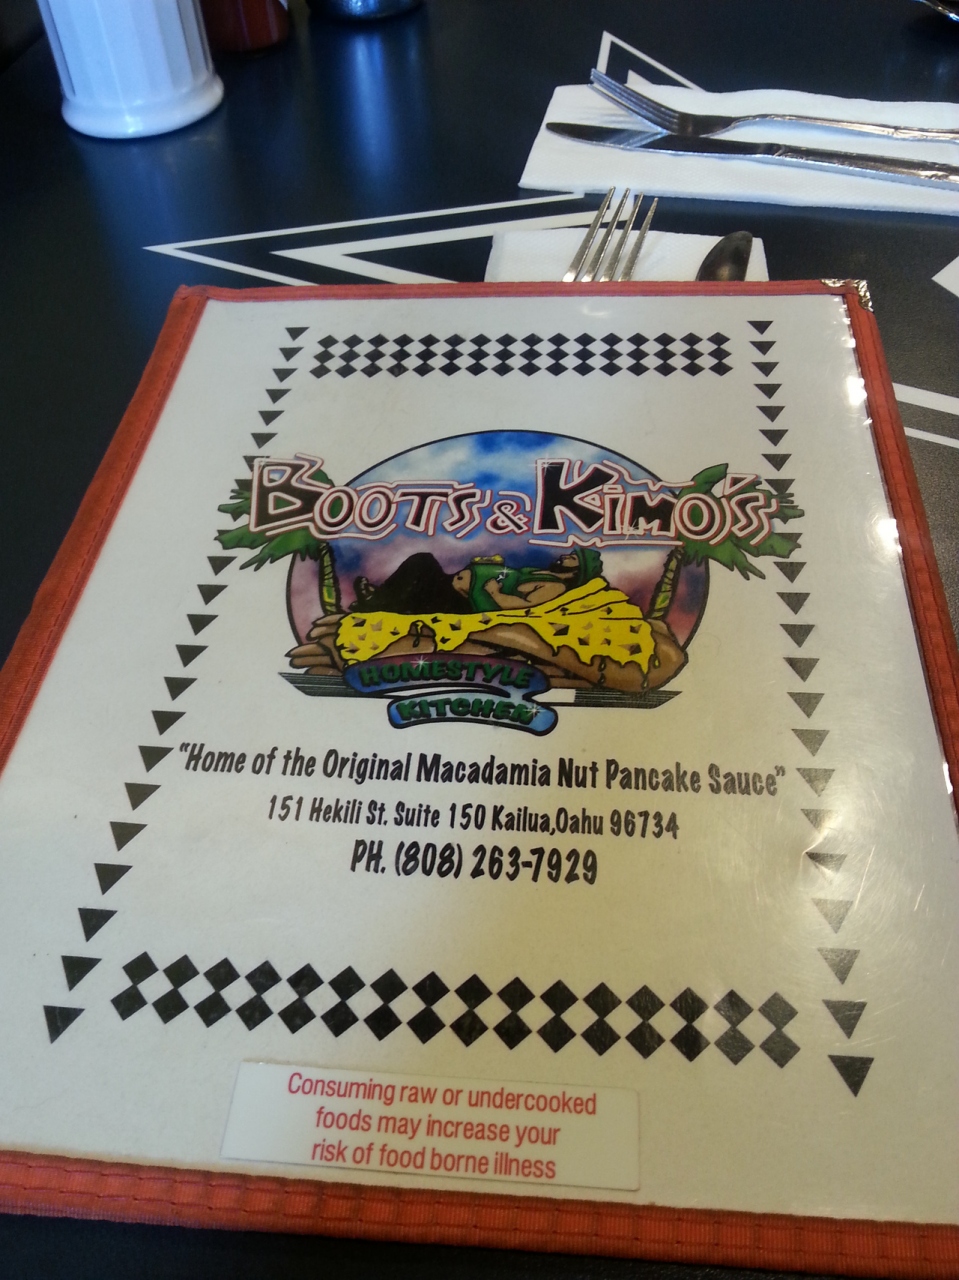 BOOTS & KIMO'S
HOMESTYLE
KITCHEN
"Home of the Original Macadamia Nut Pancake Sauce"
151 Hekili St. Suite 150 Kailua,Oahu 96734
PH. (808) 263-7929
Consuming raw or undercooked
foods may increase your
risk of food borne illness